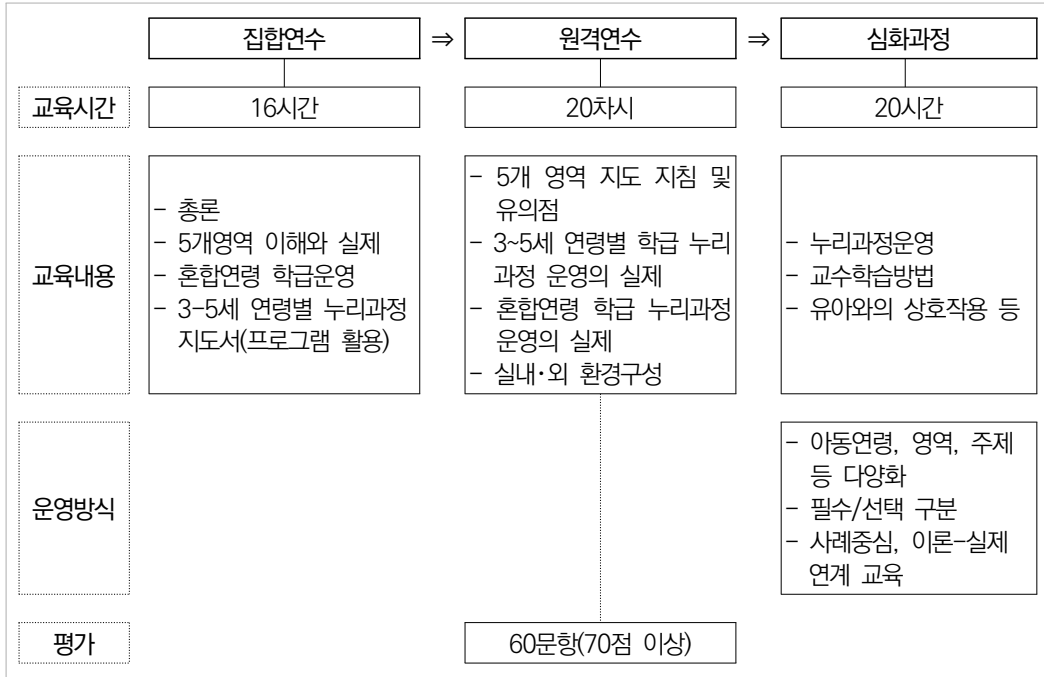 집합연수 ⇒ 원격연수 ⇒ 심화과정
교육시간 16시간 20차시 20시간
교육내용
- 총론
- 5개영역 이해와 실제
- 혼합연령 학급운영
- 3-5세 연령별 누리과정
지도서(프로그램 활용)
- 5개 영역 지도 지침 및
유의점
- 3~5세 연령별 학급 누리
과정 운영의 실제
- 혼합연령 학급 누리과정
운영의 실제
- 실내·외 환경구성
- 누리과정운영
- 교수학습방법
- 유아와의 상호작용 등
운영방식
- 아동연령, 영역, 주제
등 다양화
- 필수/선택 구분
- 사례중심, 이론-실제
연계 교육
평가 60문항(70점 이상)